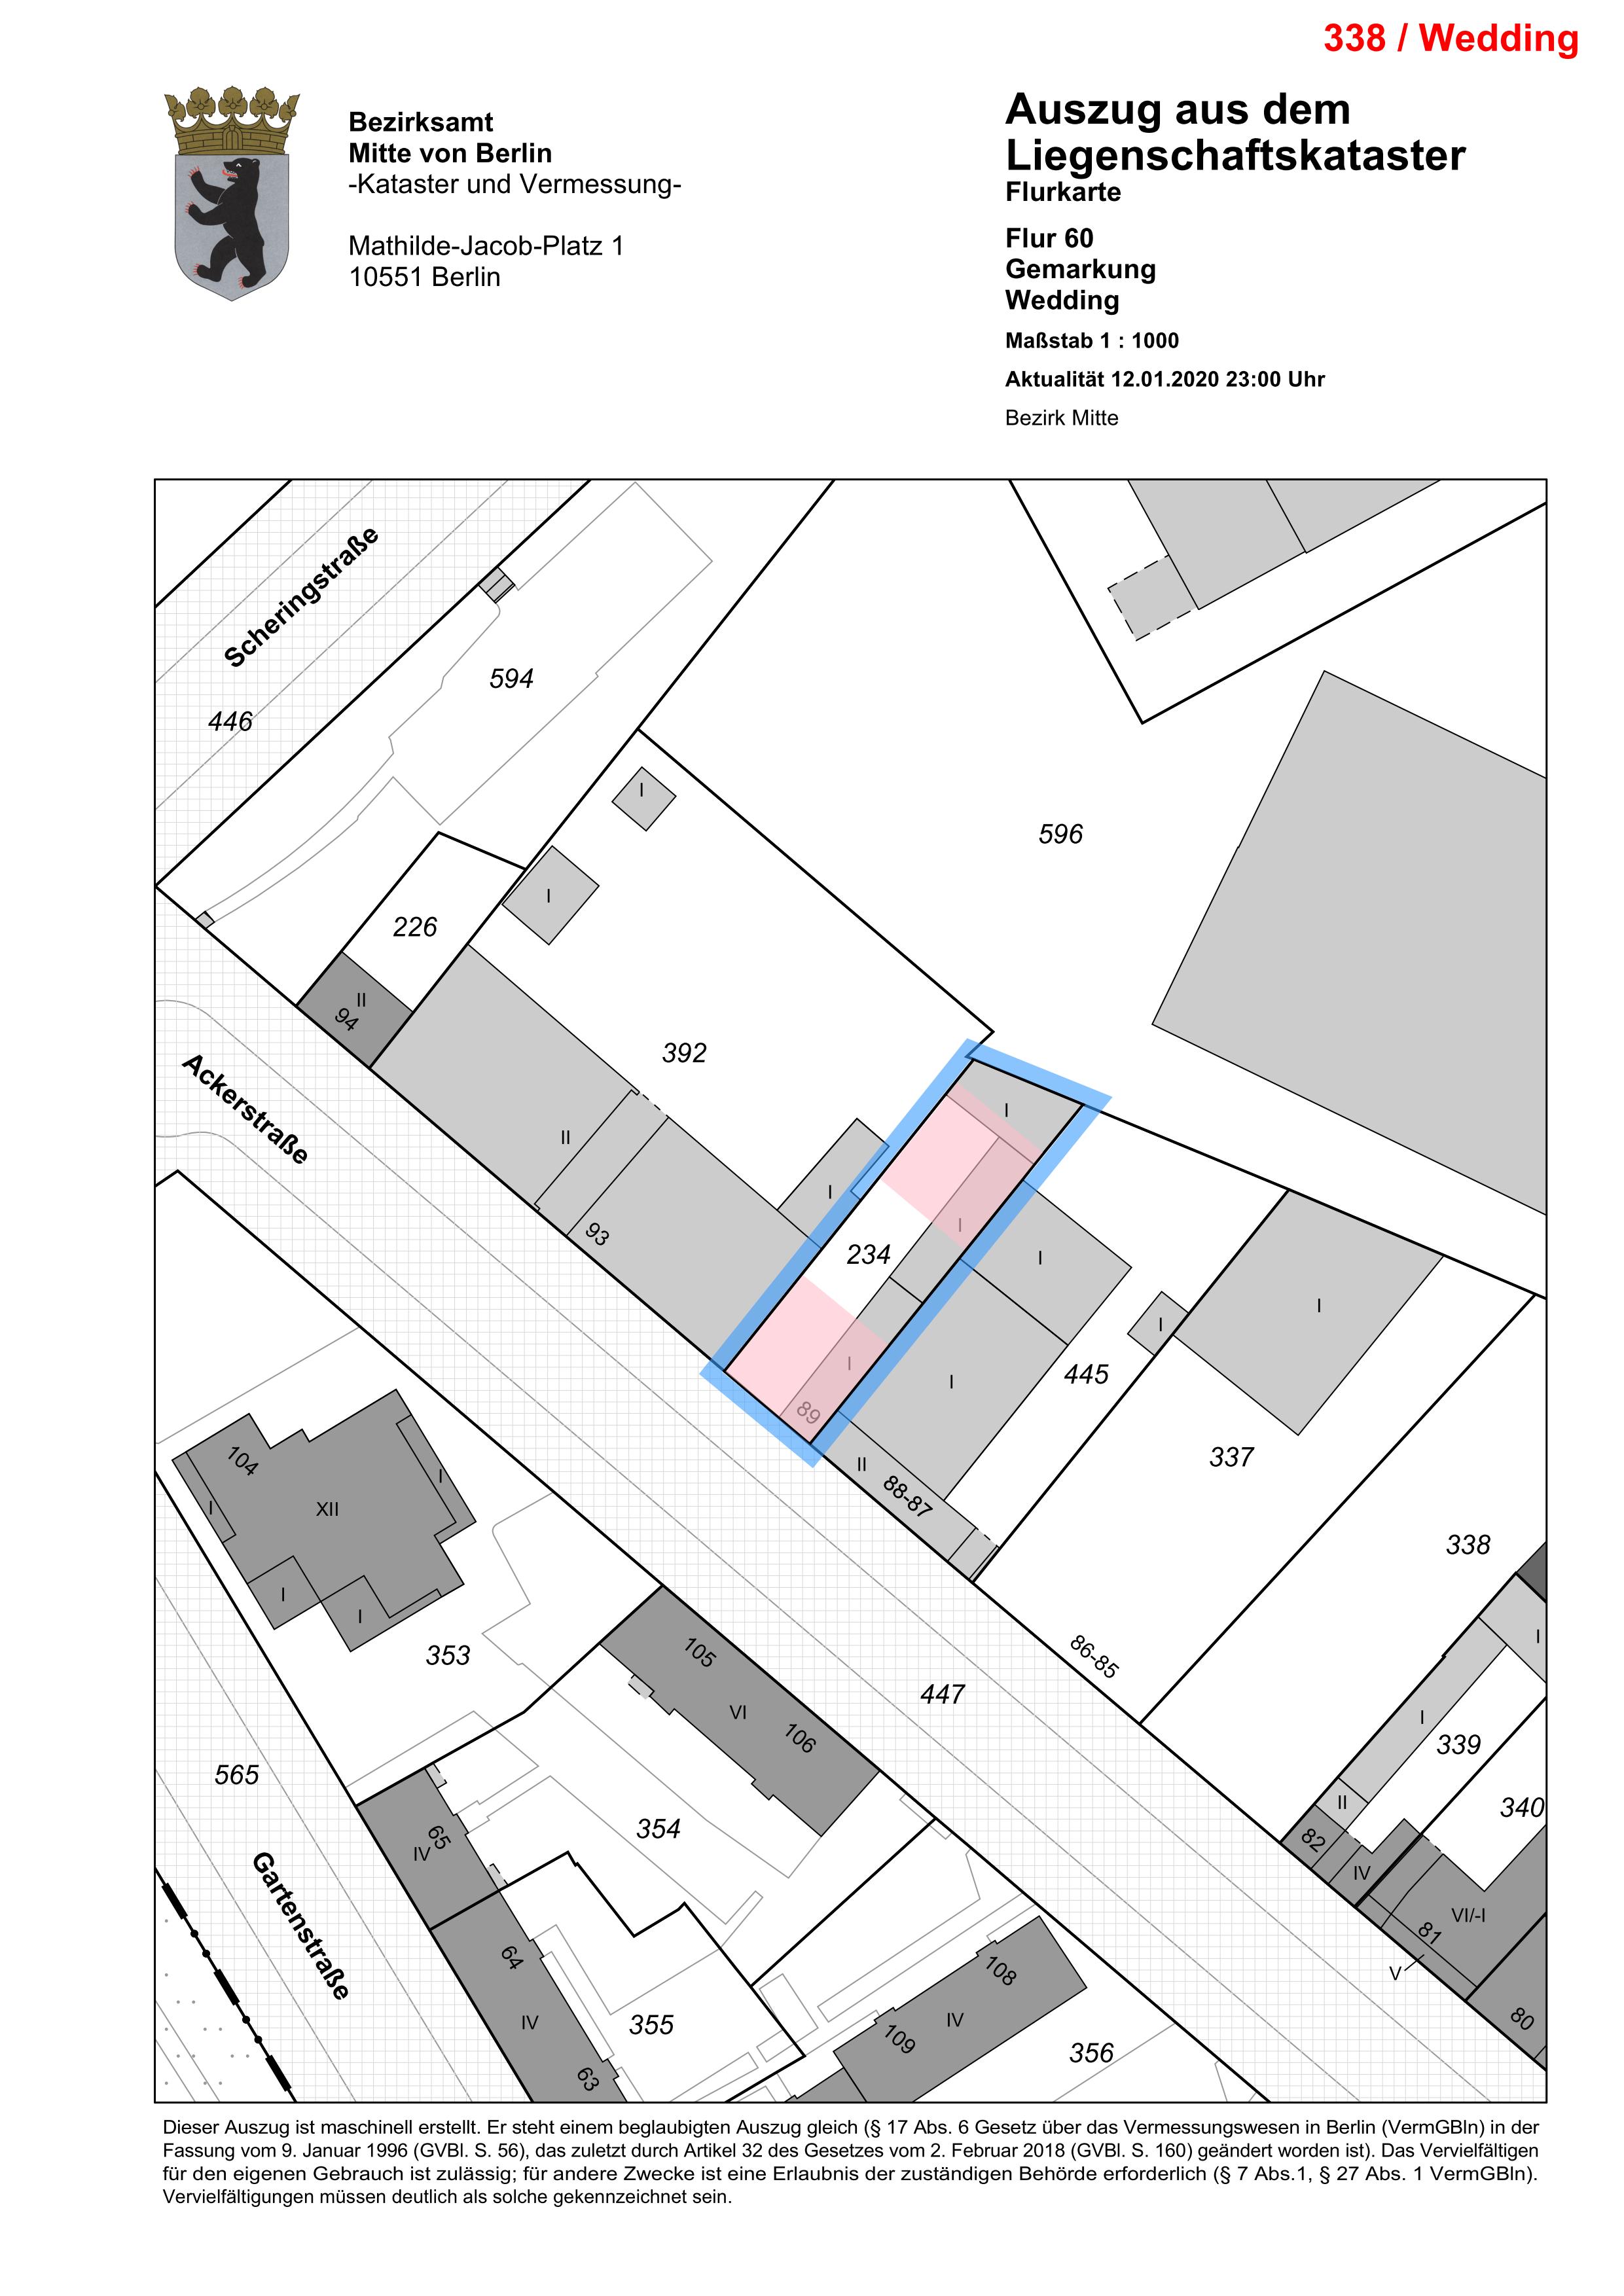 338 / Wedding
Bezirksamt
Mitte von Berlin
-Kataster und Vermessung-
Mathilde-Jacob-Platz 1
10551 Berlin
Auszug aus dem
Liegenschaftskataster
Flurkarte
Flur 60
Gemarkung
Wedding
Maßstab 1 : 1000
Aktualität 12.01.2020 23:00 Uhr
Bezirk Mitte
Scheringstraße
594
446
I
596
I
226
II
94
392
Ackerstraße
I
II
I
93
I
234
I
I
I
I
445
I
I
89
337
II
88-87
104
I
XII
I
338
I
I
353
105
86-85
I
447
VI
106
I
339
565
II
340
354
65
IV
82
IV
Gartenstraße
VI/-I
81
64
V
108
IV
80
IV
355
109
356
63
Dieser Auszug ist maschinell erstellt. Er steht einem beglaubigten Auszug gleich (§ 17 Abs. 6 Gesetz über das Vermessungswesen in Berlin (VermGBln) in der
Fassung vom 9. Januar 1996 (GVBl. S. 56), das zuletzt durch Artikel 32 des Gesetzes vom 2. Februar 2018 (GVBl. S. 160) geändert worden ist). Das Vervielfältigen
für den eigenen Gebrauch ist zulässig; für andere Zwecke ist eine Erlaubnis der zuständigen Behörde erforderlich (§ 7 Abs.1, § 27 Abs. 1 VermGBln).
Vervielfältigungen müssen deutlich als solche gekennzeichnet sein.